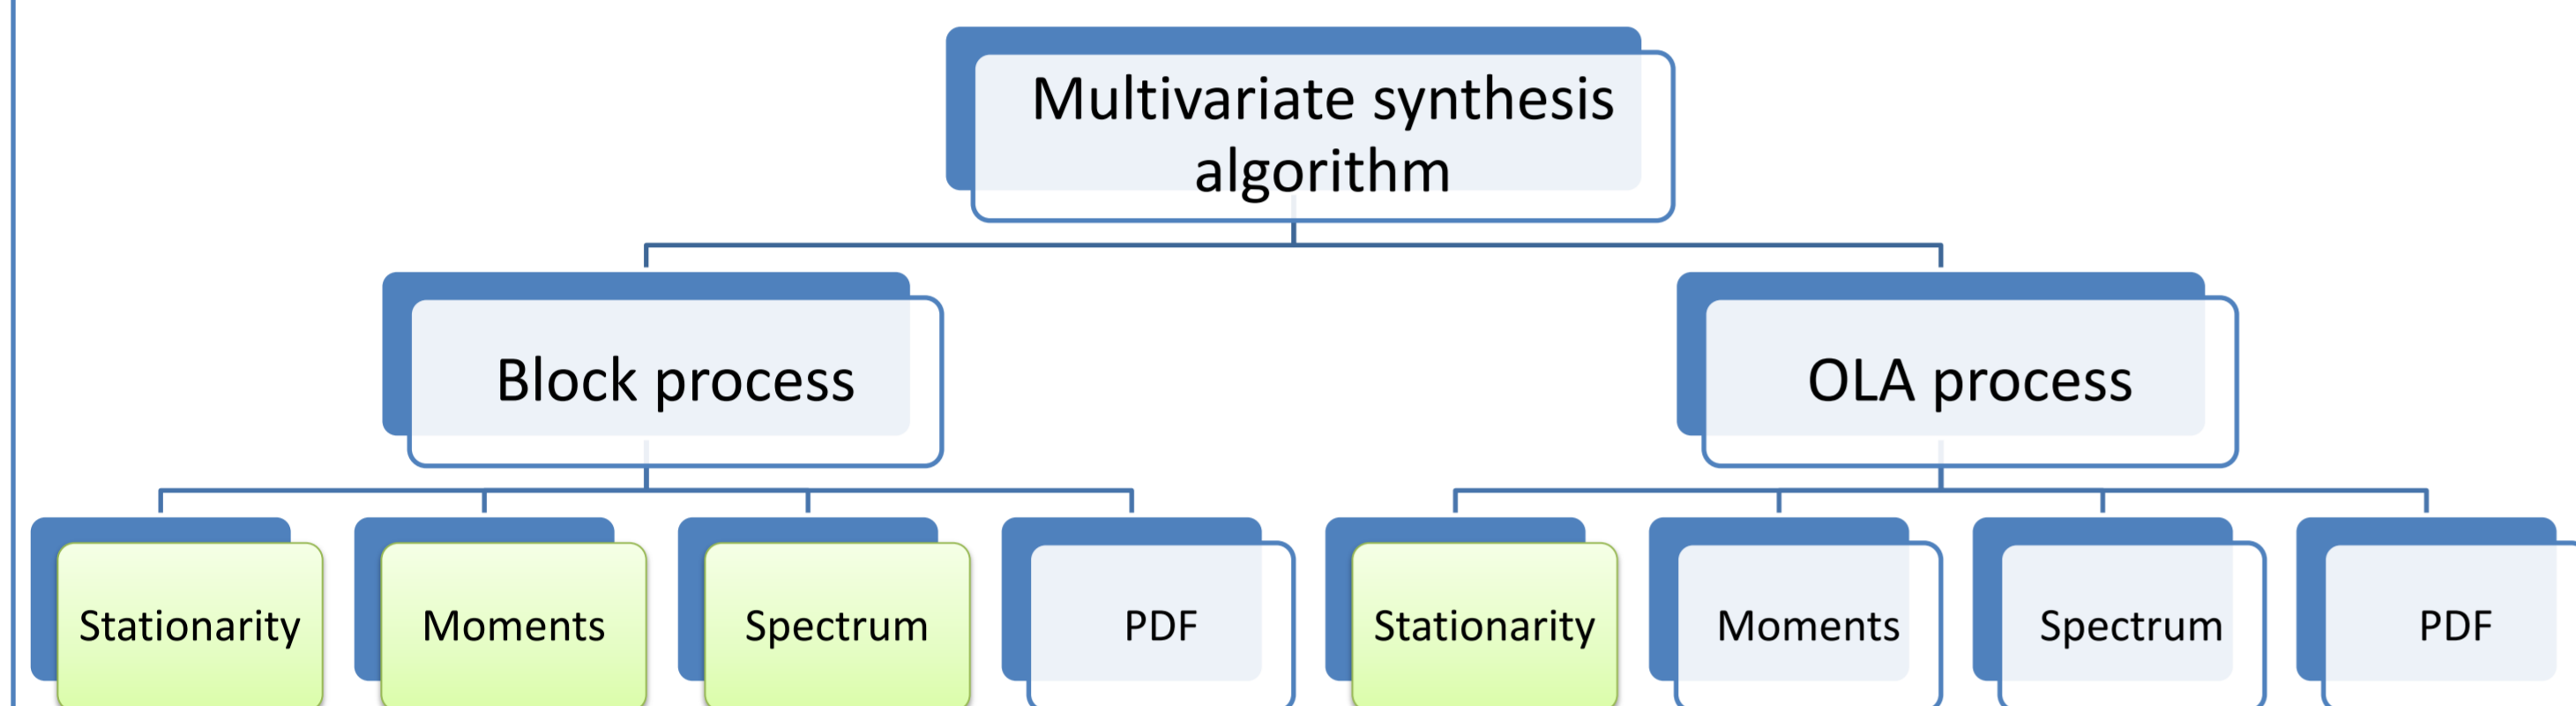 Multivariate synthesis
algorithm
Block process
OLA process
Stationarity
Moments
Spectrum
PDF
Stationarity
Moments
Spectrum
PDF